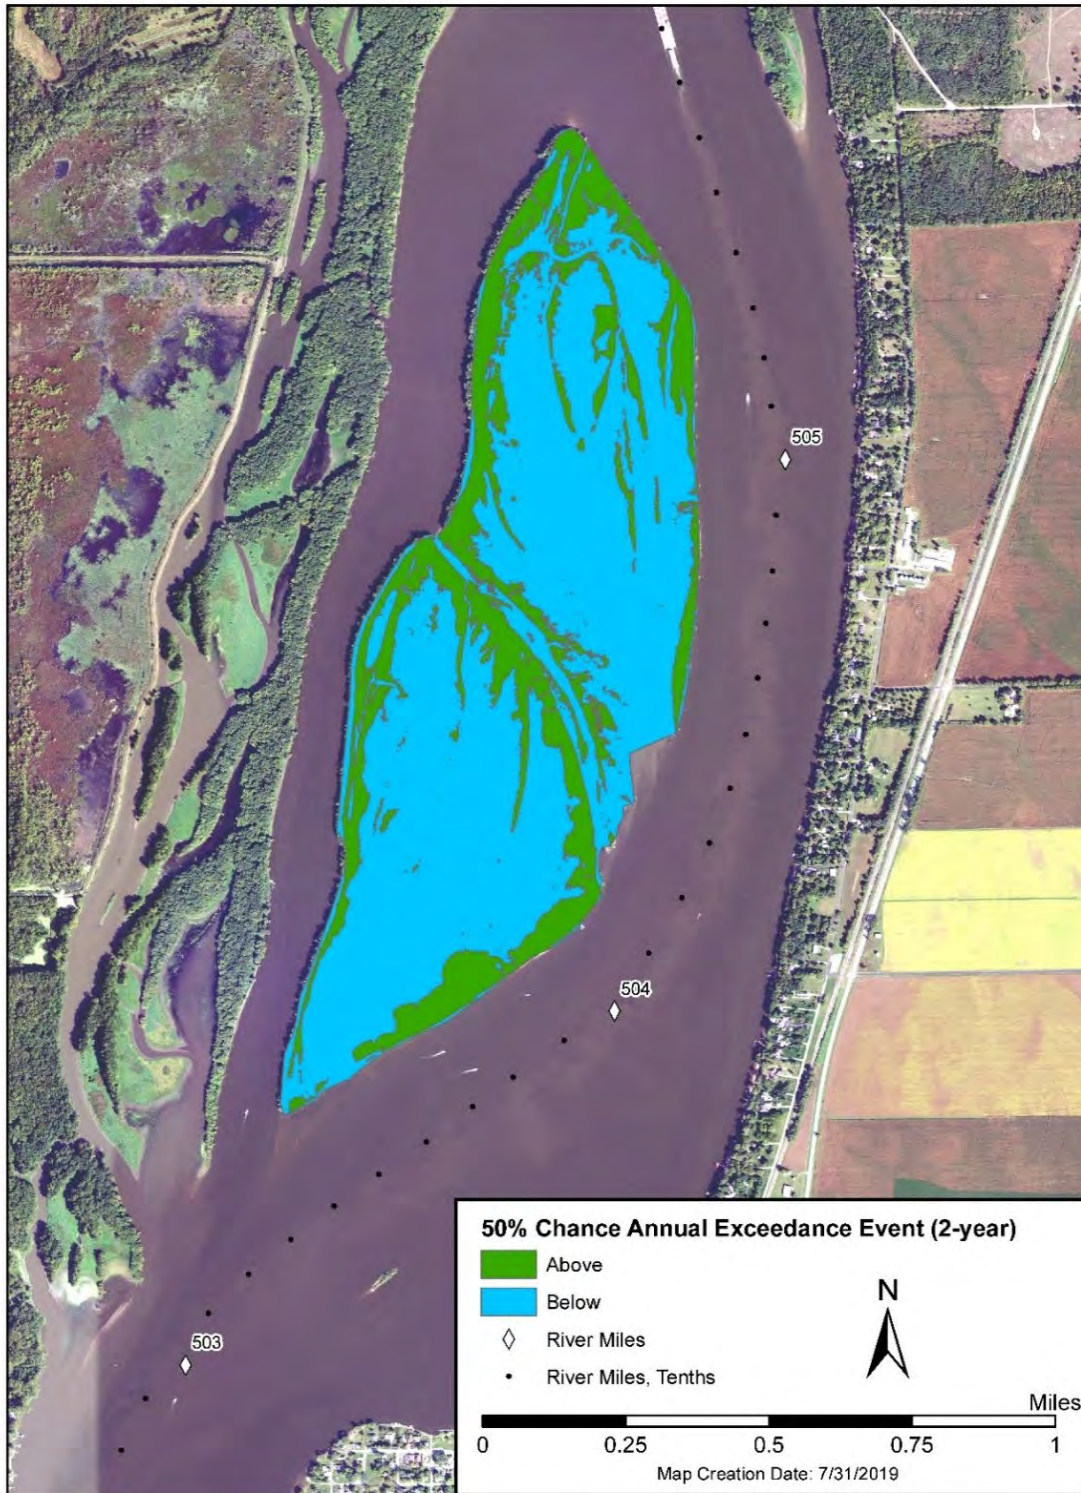 505
504
503
50% Chance Annual Exceedance Event (2-year)
Above
Below
River Miles
River Miles, Tenths
N
Miles
0 0.25 0.5 0.75 1
Map Creation Date: 7/31/2019